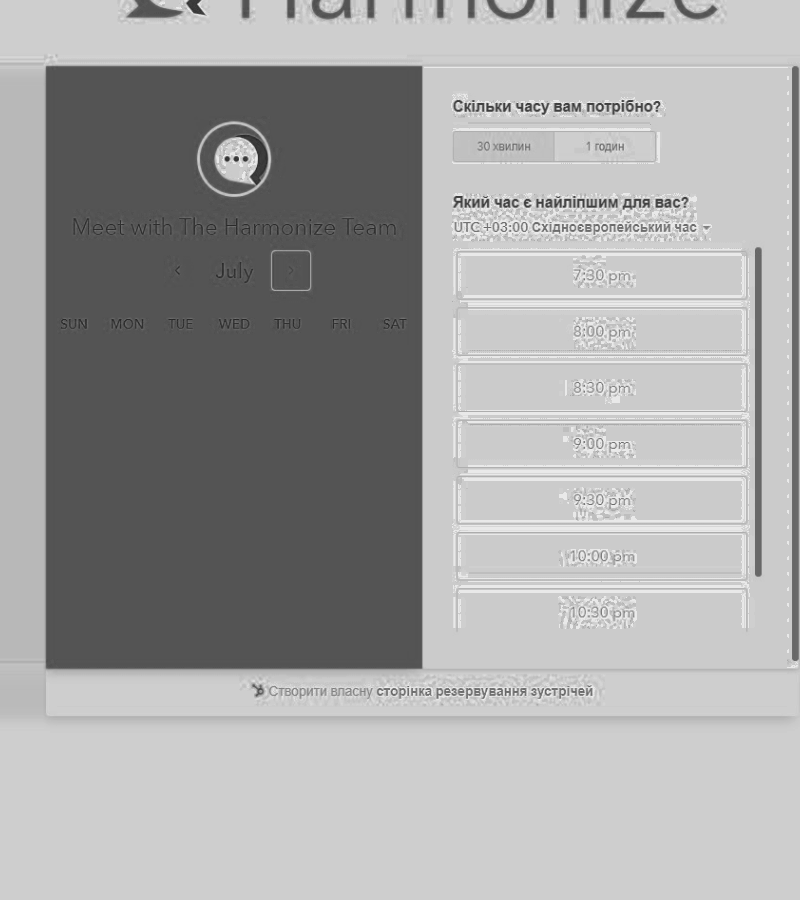 Harmonize
Meet with The Harmonize Team
July
SUN MON TUE WED THU FRI SAT
Скільки часу вам потрібно?
30 хвилин 1 годин
Який час є найліпшим для вас?
UTC +03:00 Східноєвропейський час
7:30 pm
8:00 pm
8:30 pm
9:00 pm
9:30 pm
10:00 pm
10:30 pm
Створити власну сторінка резервування зустрічей